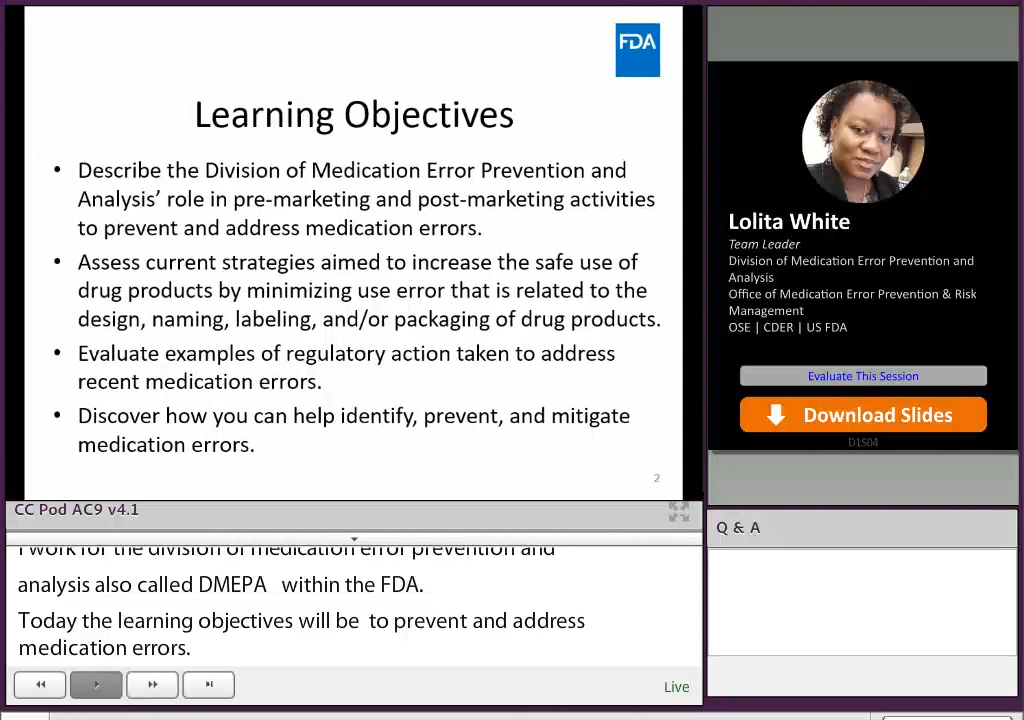 FDA
Learning Objectives
• Describe the Division of Medication Error Prevention and
Analysis’ role in pre-marketing and post-marketing activities
to prevent and address medication errors.
• Assess current strategies aimed to increase the safe use of
drug products by minimizing use error that is related to the
design, naming, labeling, and/or packaging of drug products.
• Evaluate examples of regulatory action taken to address
recent medication errors.
• Discover how you can help identify, prevent, and mitigate
medication errors.
2
Lolita White
Team Leader
Division of Medication Error Prevention and
Analysis
Office of Medication Error Prevention & Risk
Management
OSE | CDER | US FDA
Evaluate This Session
Download Slides
D1S04
CC Pod AC9 v4.1
I work for the division of medication error prevention and
analysis also called DMEPA within the FDA.
Today the learning objectives will be to prevent and address
medication errors.
Live
Q & A